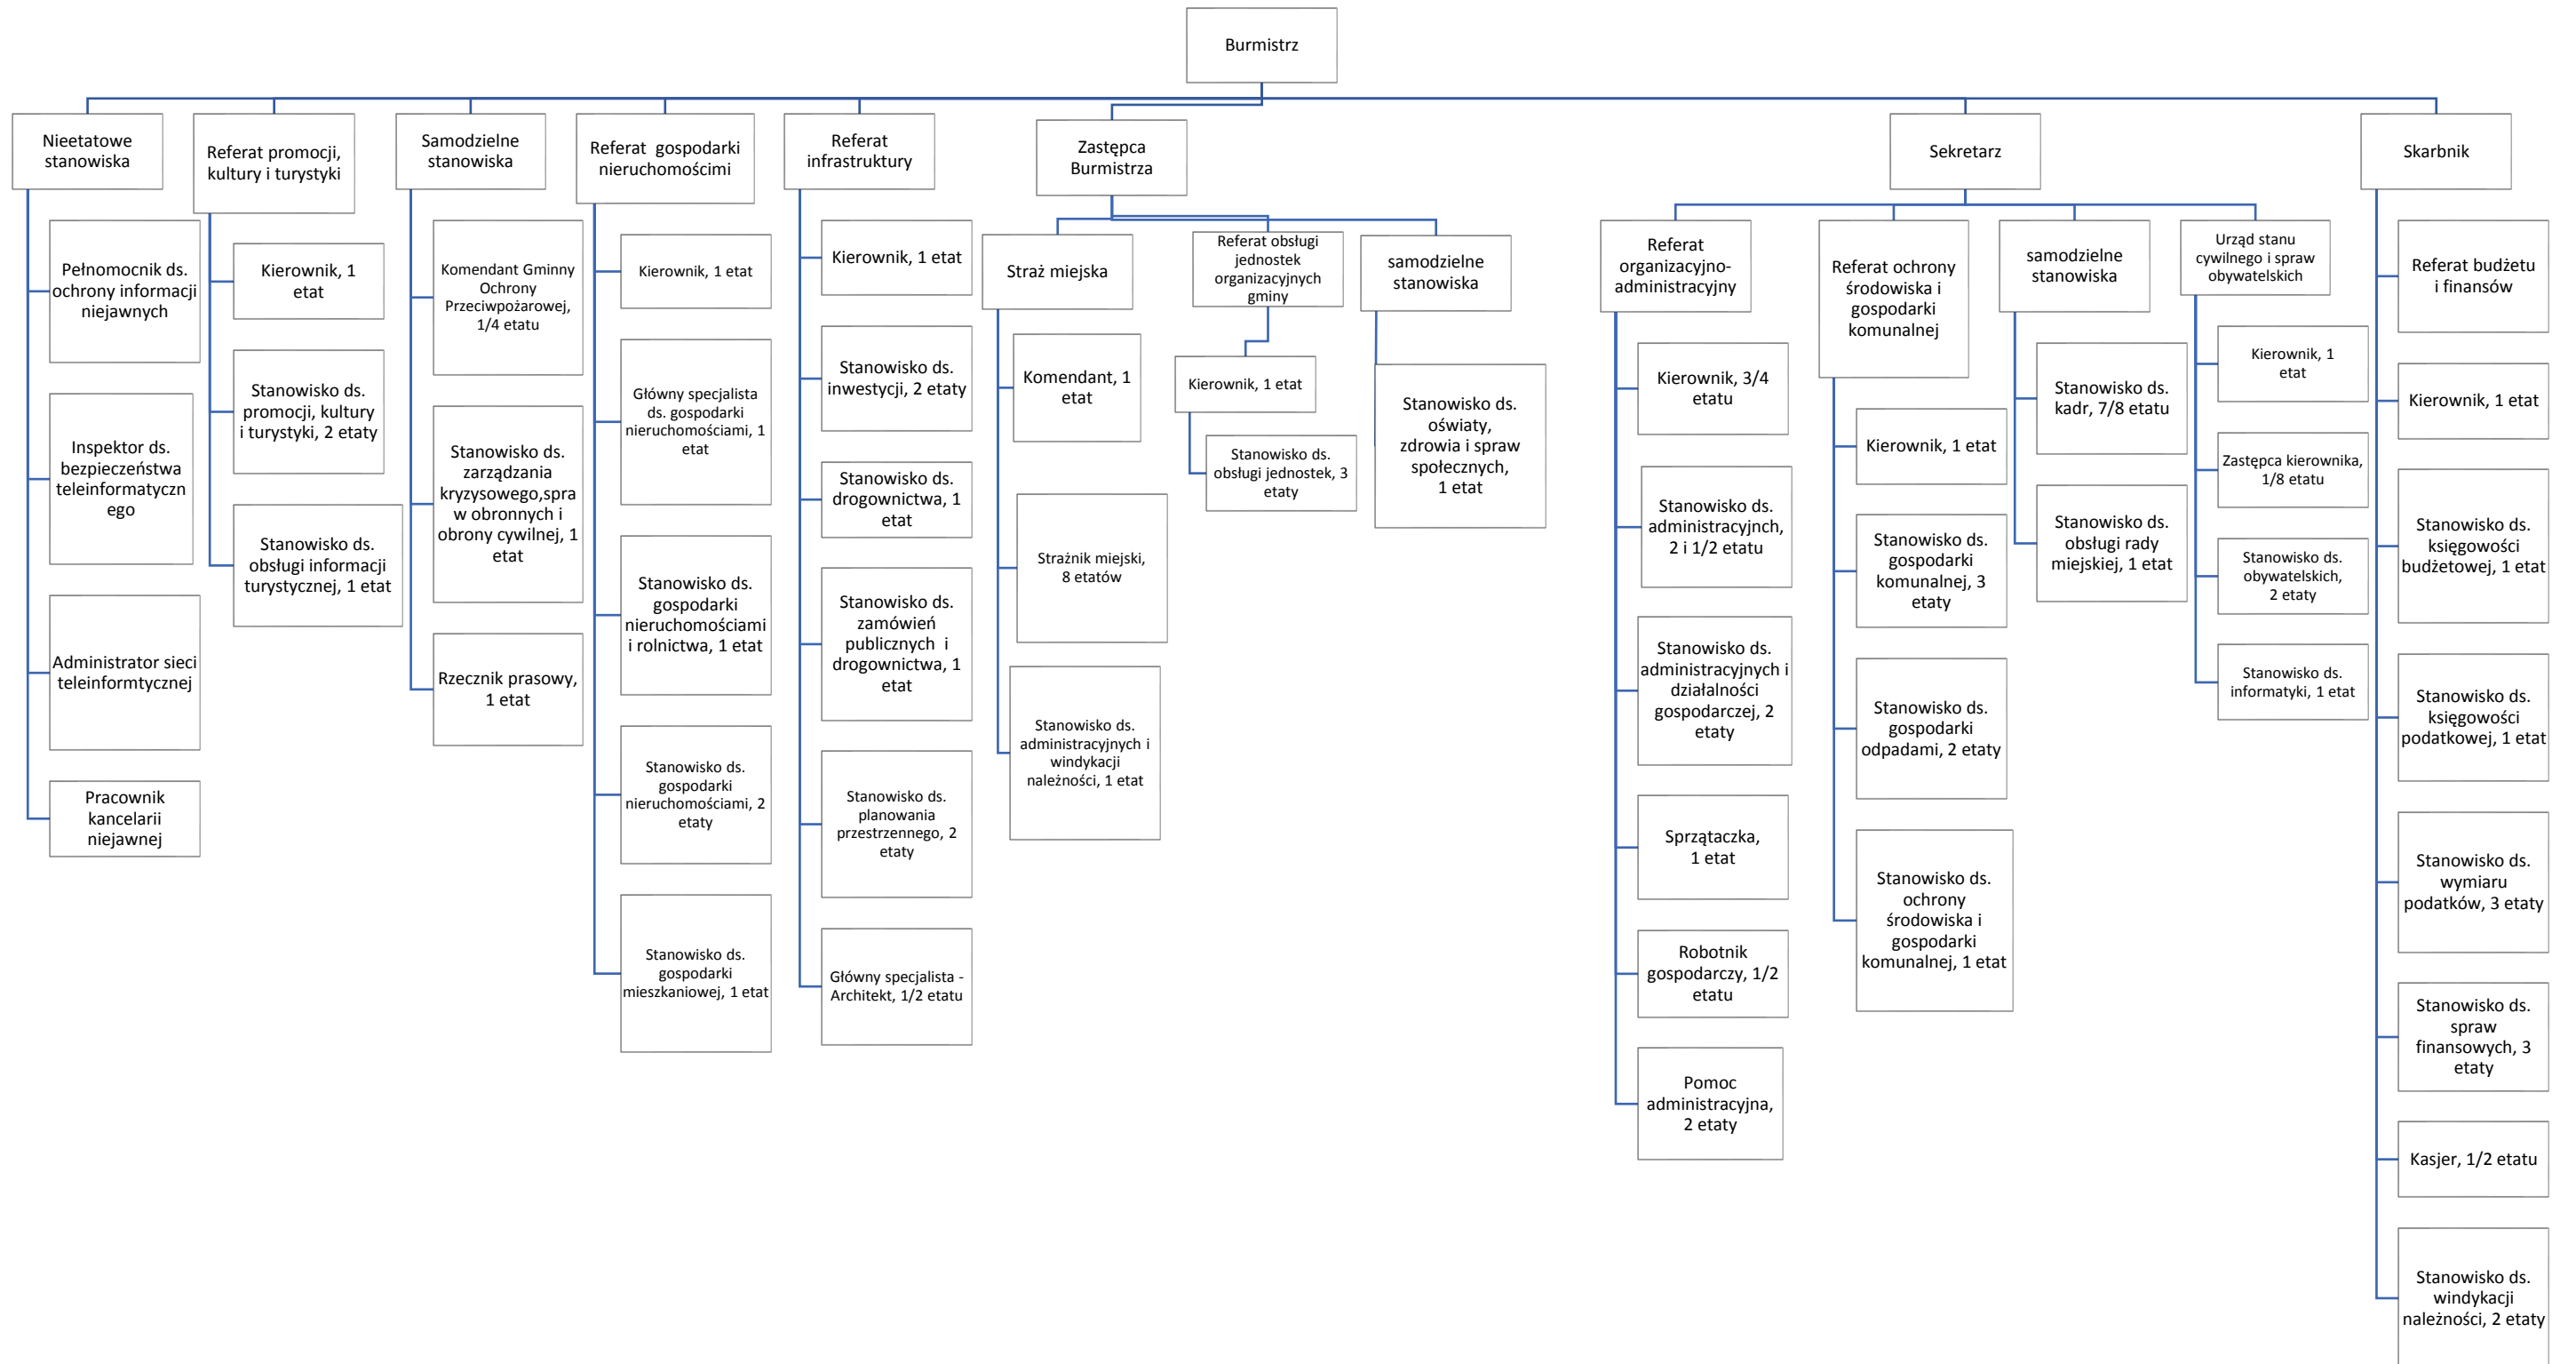 Burmistrz
Nieetatowe
stanowiska
Pełnomocnik ds.
ochrony informacji
niejawnych
Inspektor ds.
bezpieczeństwa
teleinformatyczn
ego
Administrator sieci
teleinformtycznej
Pracownik
kancelarii
niejawnej
Referat promocji,
kultury i turystyki
Kierownik, 1
etat
Stanowisko ds.
promocji, kultury
i turystyki, 2 etaty
Stanowisko ds.
obsługi informacji
turystycznej, 1 etat
Samodzielne
stanowiska
Komendant Gminny
Ochrony
Przeciwpożarowej,
1/4 etatu
Stanowisko ds.
zarządzania
kryzysowego,spra
w obronnych i
obrony cywilnej, 1
etat
Rzecznik prasowy,
1 etat
Referat gospodarki
nieruchomościmi
Kierownik, 1 etat
Główny specjalista
ds. gospodarki
nieruchomościami, 1
etat
Stanowisko ds.
gospodarki
nieruchomościami
i rolnictwa, 1 etat
Stanowisko ds.
gospodarki
nieruchomościami, 2
etaty
Stanowisko ds.
gospodarki
mieszkaniowej, 1 etat
Referat
infrastruktury
Kierownik, 1 etat
Stanowisko ds.
inwestycji, 2 etaty
Stanowisko ds.
drogownictwa, 1
etat
Stanowisko ds.
zamówień
publicznych i
drogownictwa, 1
etat
Stanowisko ds.
planowania
przestrzennego, 2
etaty
Główny specjalista -
Architekt, 1/2 etatu
Zastępca
Burmistrza
Straż miejska
Komendant, 1
etat
Strażnik miejski,
8 etatów
Stanowisko ds.
administracyjnych i
windykacji
należności, 1 etat
Referat obsługi
jednostek
organizacyjnych
gminy
Kierownik, 1 etat
Stanowisko ds.
obsługi jednostek, 3
etaty
samodzielne
stanowiska
Stanowisko ds.
oświaty,
zdrowia i spraw
społecznych,
1 etat
Sekretarz
Referat
organizacyjno-
administracyjny
Kierownik, 3/4
etatu
Stanowisko ds.
administracyjnch,
2 i 1/2 etatu
Stanowisko ds.
administracyjnych i
działalności
gospodarczej, 2
etaty
Sprzątaczka,
1 etat
Robotnik
gospodarczy, 1/2
etatu
Pomoc
administracyjna,
2 etaty
Referat ochrony
środowiska i
gospodarki
komunalnej
Kierownik, 1 etat
Stanowisko ds.
gospodarki
komunalnej, 3
etaty
Stanowisko ds.
gospodarki
odpadami, 2 etaty
Stanowisko ds.
ochrony
środowiska i
gospodarki
komunalnej, 1 etat
samodzielne
stanowiska
Stanowisko ds.
kadr, 7/8 etatu
Stanowisko ds.
obsługi rady
miejskiej, 1 etat
Urząd stanu
cywilnego i spraw
obywatelskich
Kierownik, 1
etat
Zastępca kierownika,
1/8 etatu
Stanowisko ds.
obywatelskich,
2 etaty
Stanowisko ds.
informatyki, 1 etat
Skarbnik
Referat budżetu
i finansów
Kierownik, 1 etat
Stanowisko ds.
księgowości
budżetowej, 1 etat
Stanowisko ds.
księgowości
podatkowej, 1 etat
Stanowisko ds.
wymiaru
podatków, 3 etaty
Stanowisko ds.
spraw
finansowych, 3
etaty
Kasjer, 1/2 etatu
Stanowisko ds.
windykacji
należności, 2 etaty